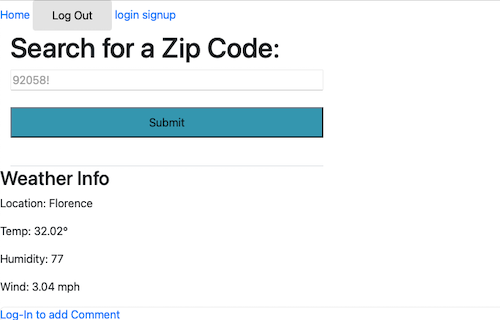 Home Log Out login signup
Search for a Zip Code:
92058!
Submit
Weather Info
Location: Florence
Temp: 32.02°
Humidity: 77
Wind: 3.04 mph
Log-In to add Comment